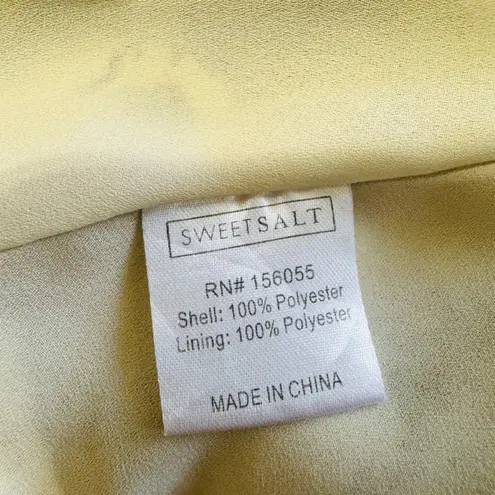 SWEETSALT
RN# 156055
Shell: 100% Polyester
Lining: 100% Polyester
MADE IN CHINA